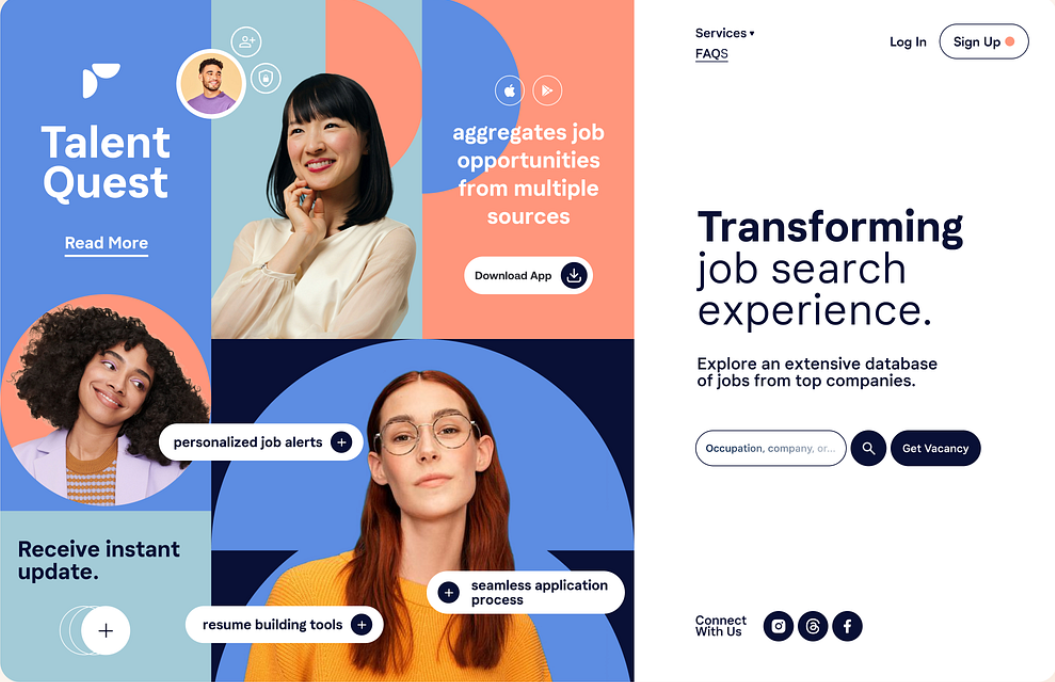 Talent
Quest
Read More
aggregates job
opportunities
from multiple
sources
Download App
personalized job alerts
Receive instant
update.
resume building tools
seamless application
process
Services
FAQS
Log In
Sign Up
Transforming
job search
experience.
Explore an extensive database
of jobs from top companies.
Occupation, company, or...
Get Vacancy
Connect
With Us